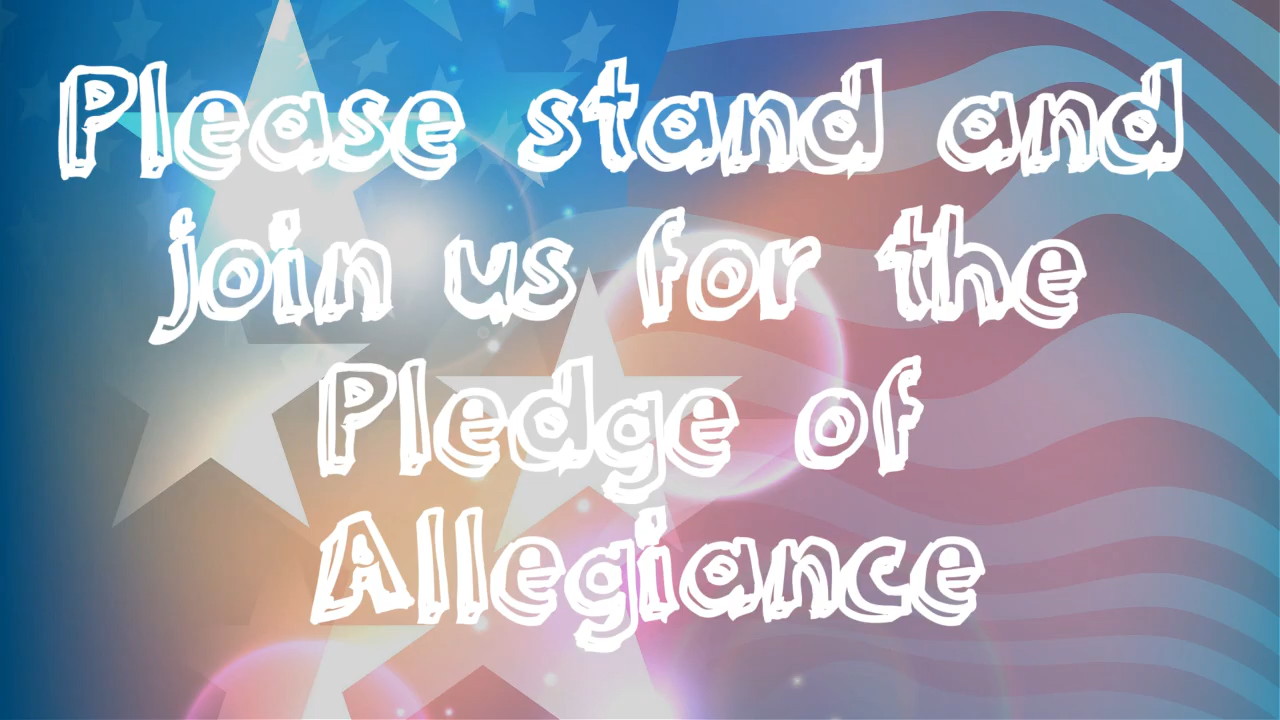 Please stand and
join us for the
Pledge of
Allegiance